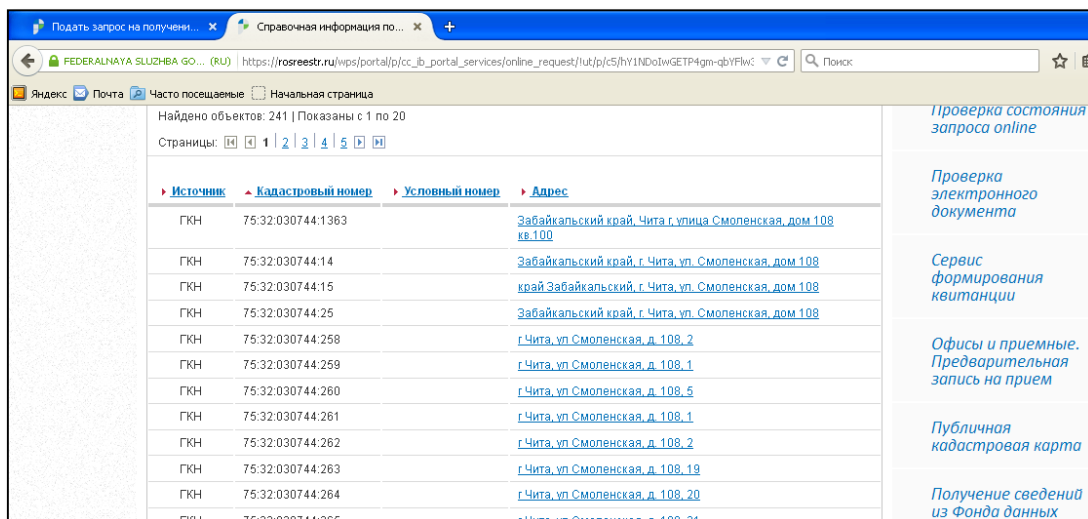 Подать запрос на получени... × Справочная информация по... × +
FEDERALNAYA SLUZHBA GO... (RU) https://rosreestr.ru/wps/portal/p/cc_ib_portal_services/online_request/!ut/p/c5/ Поиск
Яндекс Почта Часто посещаемые Начальная страница
Найдено объектов: 241 | Показаны с 1 по 20
Страницы: 1 | 2 | 3 | 4 | 5
Источник Кадастровый номер Условный номер Адрес
ГКН 75:32:030744:1363 Забайкальский край, Чита г, улица Смоленская, дом 108
кв.100
ГКН 75:32:030744:14 Забайкальский край, г. Чита, ул. Смоленская, дом 108
ГКН 75:32:030744:15 край Забайкальский, г. Чита, ул. Смоленская, дом 108
ГКН 75:32:030744:25 Забайкальский край, г. Чита, ул. Смоленская, дом 108
ГКН 75:32:030744:258 г Чита, ул Смоленская, д. 108, 2
ГКН 75:32:030744:259 г Чита, ул Смоленская, д. 108, 1
ГКН 75:32:030744:260 г Чита, ул Смоленская, д. 108, 5
ГКН 75:32:030744:261 г Чита, ул Смоленская, д. 108, 1
ГКН 75:32:030744:262 г Чита, ул Смоленская, д. 108, 2
ГКН 75:32:030744:263 г Чита, ул Смоленская, д. 108, 19
ГКН 75:32:030744:264 г Чита, ул Смоленская, д. 108, 20
Проверка состояния
запроса online
Проверка
электронного
документа
Сервис
формирования
квитанции
Офисы и приемные.
Предварительная
запись на прием
Публичная
кадастровая карта
Получение сведений
из Фонда данных